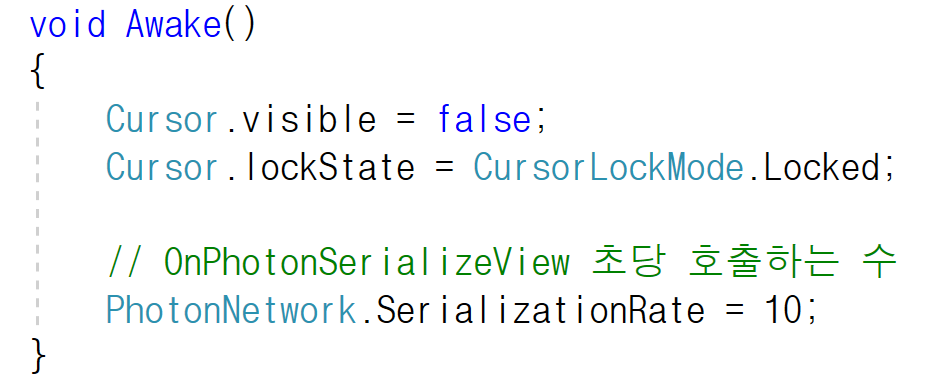 void Awake()
{
    Cursor.visible = false;
    Cursor.lockState = CursorLockMode.Locked;

    // OnPhotonSerializeView 초당 호출하는 수
    PhotonNetwork.SerializationRate = 10;
}